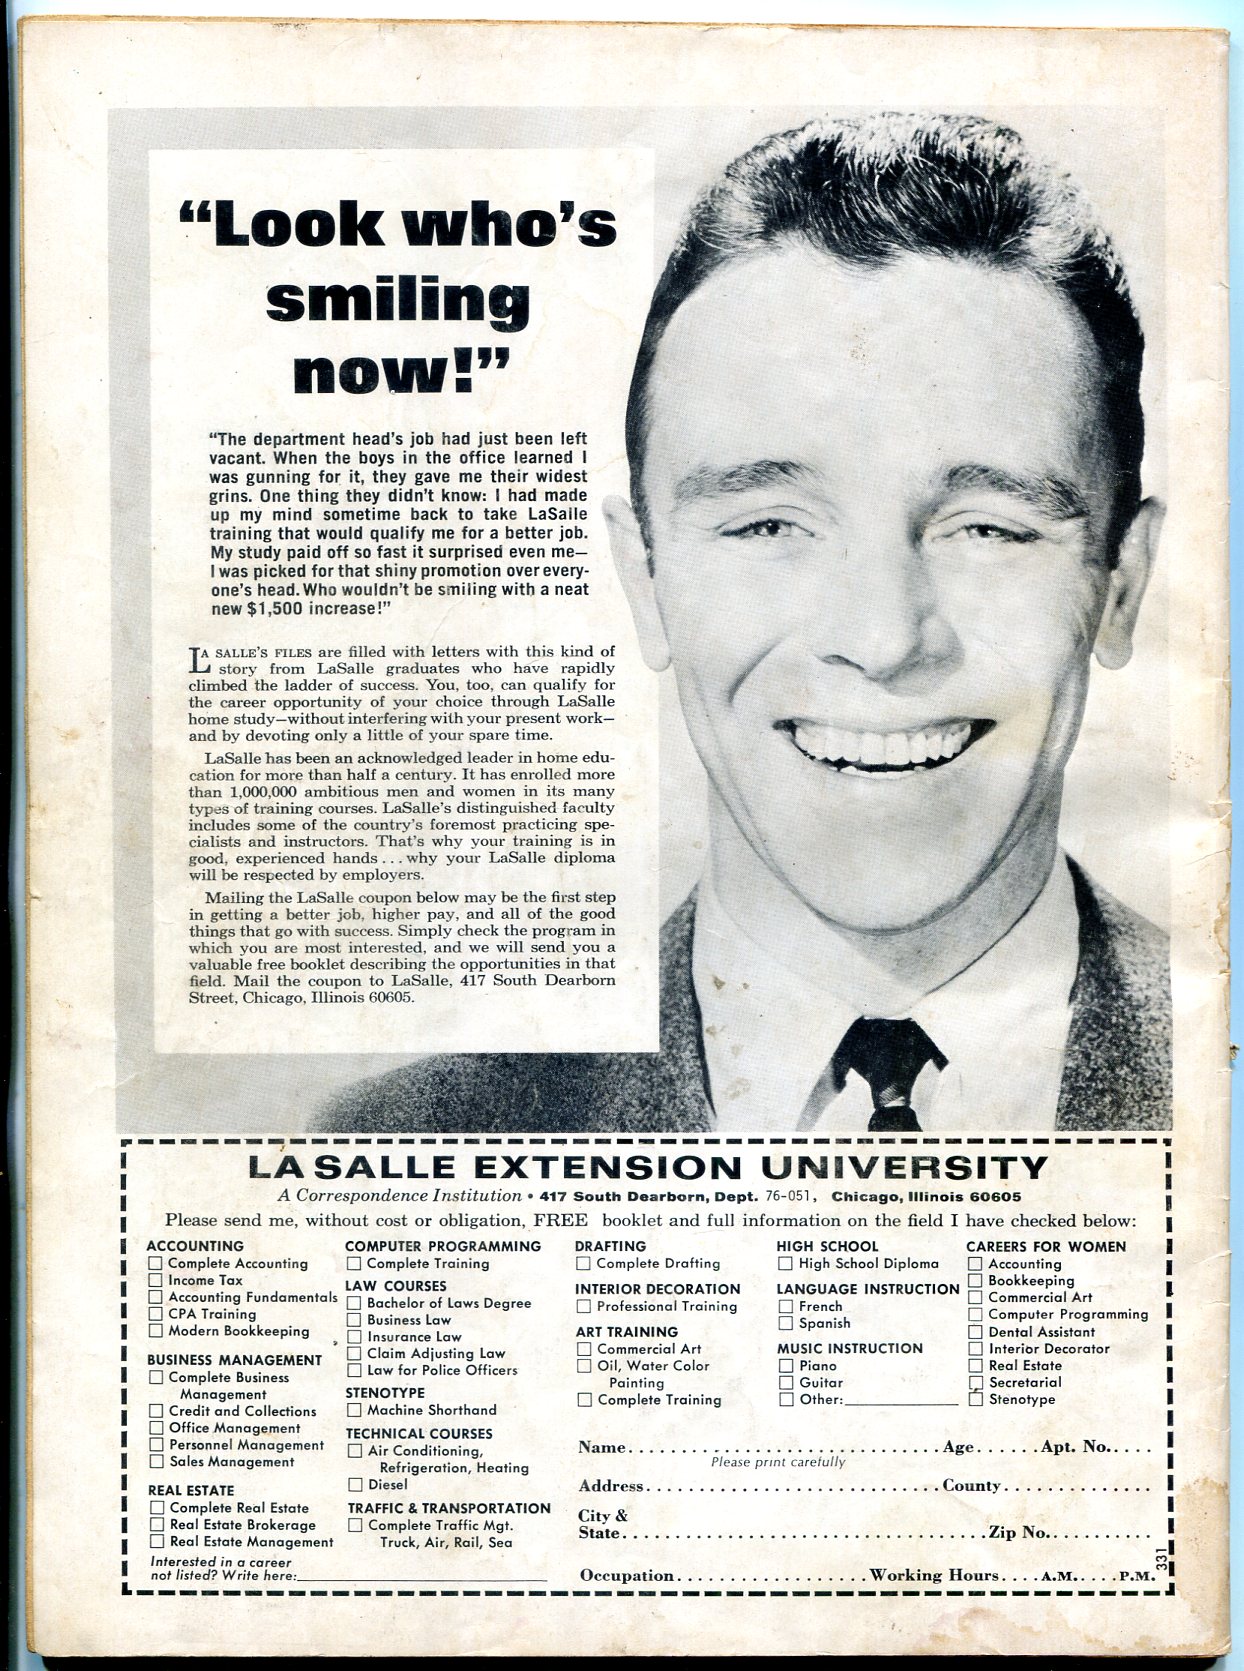 “Look who’s
smiling
now!”
“The department head’s job had just been left
vacant. When the boys in the office learned I
was gunning for it, they gave me their widest
grins. One thing they didn’t know: I had made
up my mind sometime back to take LaSalle
training that would qualify me for a better job.
My study paid off so fast it surprised even me—
I was picked for that shiny promotion over every-
one’s head. Who wouldn’t be smiling with a neat
new $1,500 increase!”
LA SALLE’S FILES are filled with letters with this kind of
story from LaSalle graduates who have rapidly
climbed the ladder of success. You, too, can qualify for
the career opportunity of your choice through LaSalle
home study—without interfering with your present work—
and by devoting only a little of your spare time.
LaSalle has been an acknowledged leader in home edu-
cation for more than half a century. It has enrolled more
than 1,000,000 ambitious men and women in its many
types of training courses. LaSalle’s distinguished faculty
includes some of the country’s foremost practicing spe-
cialists and instructors. That’s why your training is in
good, experienced hands . . . why your LaSalle diploma
will be respected by employers.
Mailing the LaSalle coupon below may be the first step
in getting a better job, higher pay, and all of the good
things that go with success. Simply check the program in
which you are most interested, and we will send you a
valuable free booklet describing the opportunities in that
field. Mail the coupon to LaSalle, 417 South Dearborn
Street, Chicago, Illinois 60605.
LA SALLE EXTENSION UNIVERSITY
A Correspondence Institution • 417 South Dearborn, Dept. 76-051, Chicago, Illinois 60605
Please send me, without cost or obligation, FREE booklet and full information on the field I have checked below:
ACCOUNTING
Complete Accounting
Income Tax
Accounting Fundamentals
CPA Training
Modern Bookkeeping
BUSINESS MANAGEMENT
Complete Business
Management
Credit and Collections
Office Management
Personnel Management
Sales Management
REAL ESTATE
Complete Real Estate
Real Estate Brokerage
Real Estate Management
Interested in a career
not listed? Write here:
COMPUTER PROGRAMMING
Complete Training
LAW COURSES
Bachelor of Laws Degree
Business Law
Insurance Law
Claim Adjusting Law
Law for Police Officers
STENOTYPE
Machine Shorthand
TECHNICAL COURSES
Air Conditioning,
Refrigeration, Heating
Diesel
TRAFFIC & TRANSPORTATION
Complete Traffic Mgt.
Truck, Air, Rail, Sea
DRAFTING
Complete Drafting
INTERIOR DECORATION
Professional Training
ART TRAINING
Commercial Art
Oil, Water Color
Painting
Complete Training
HIGH SCHOOL
High School Diploma
LANGUAGE INSTRUCTION
French
Spanish
MUSIC INSTRUCTION
Piano
Guitar
Other:
CAREERS FOR WOMEN
Accounting
Bookkeeping
Commercial Art
Computer Programming
Dental Assistant
Interior Decorator
Real Estate
Secretarial
Stenotype
Name. . . . . Age. . . . . Apt. No. . . . .
Please print carefully
Address. . . . . County. . . . .
City &
State. . . . . Zip No. . . . .
Occupation. . . . . Working Hours. . . . A.M. . . . . P.M.
331